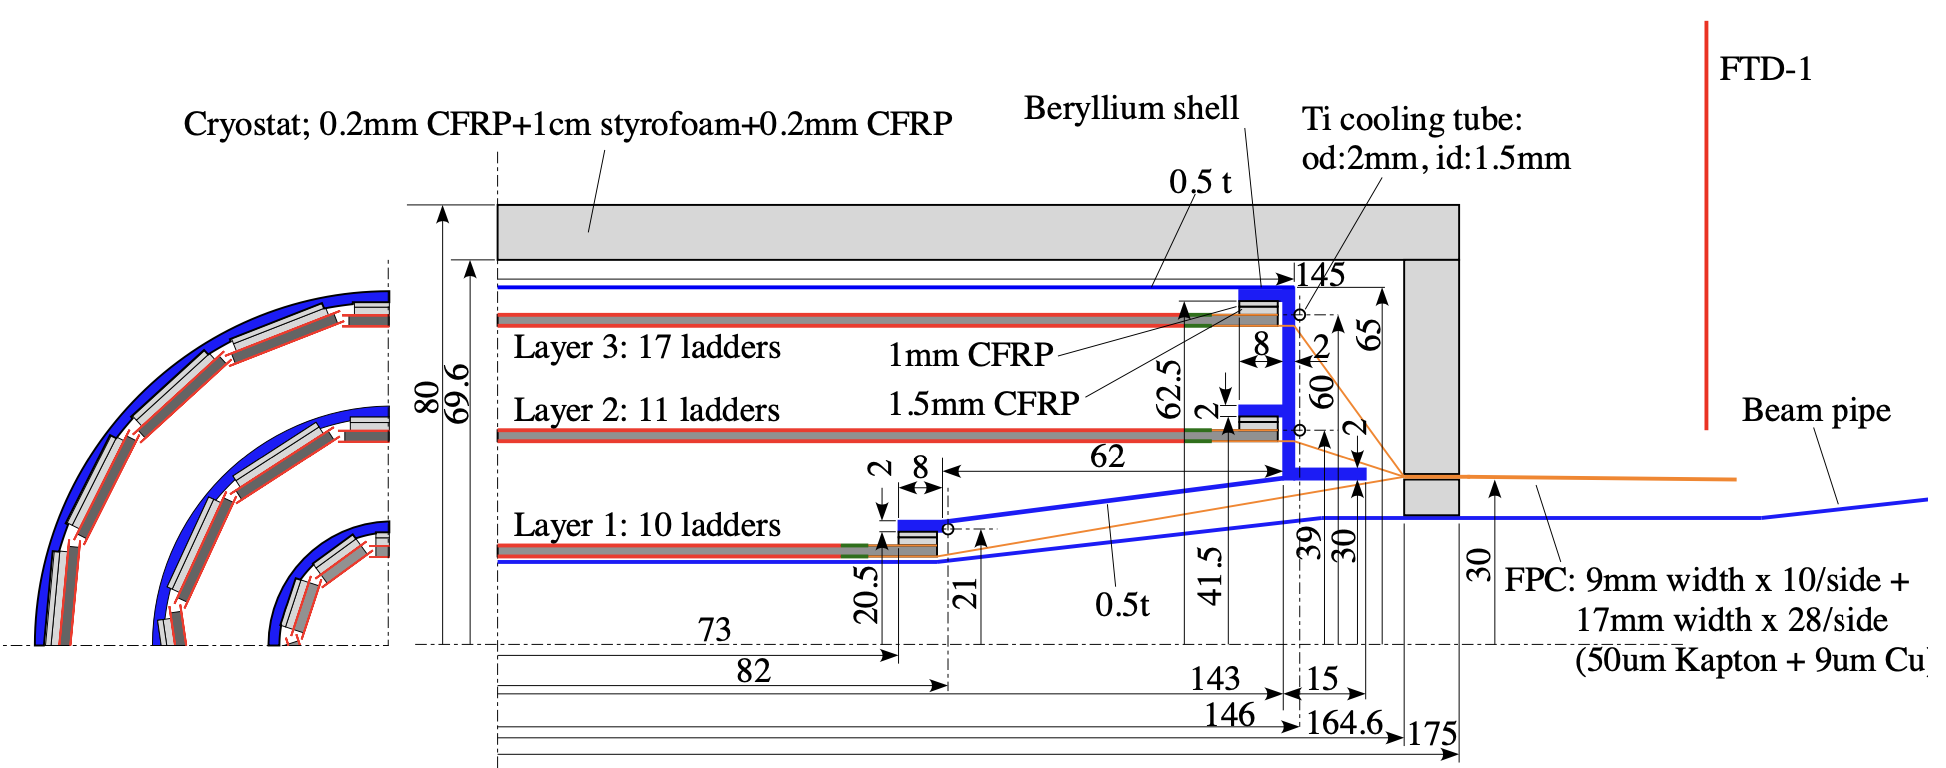 FTD-1
Beryllium shell
Cryostat; 0.2mm CFRP+1cm styrofoam+0.2mm CFRP
Ti cooling tube:
od:2mm, id:1.5mm
0.5 t
145
80
69.6
Layer 3: 17 ladders
1mm CFRP
8
2
65
62.5
60
1.5mm CFRP
2
Layer 2: 11 ladders
2
Beam pipe
62
2
8
Layer 1: 10 ladders
20.5
21
0.5t
41.5
39
30
30
FPC: 9mm width x 10/side +
17mm width x 28/side
(50um Kapton + 9um Cu
73
82
143
15
146
164.6
175